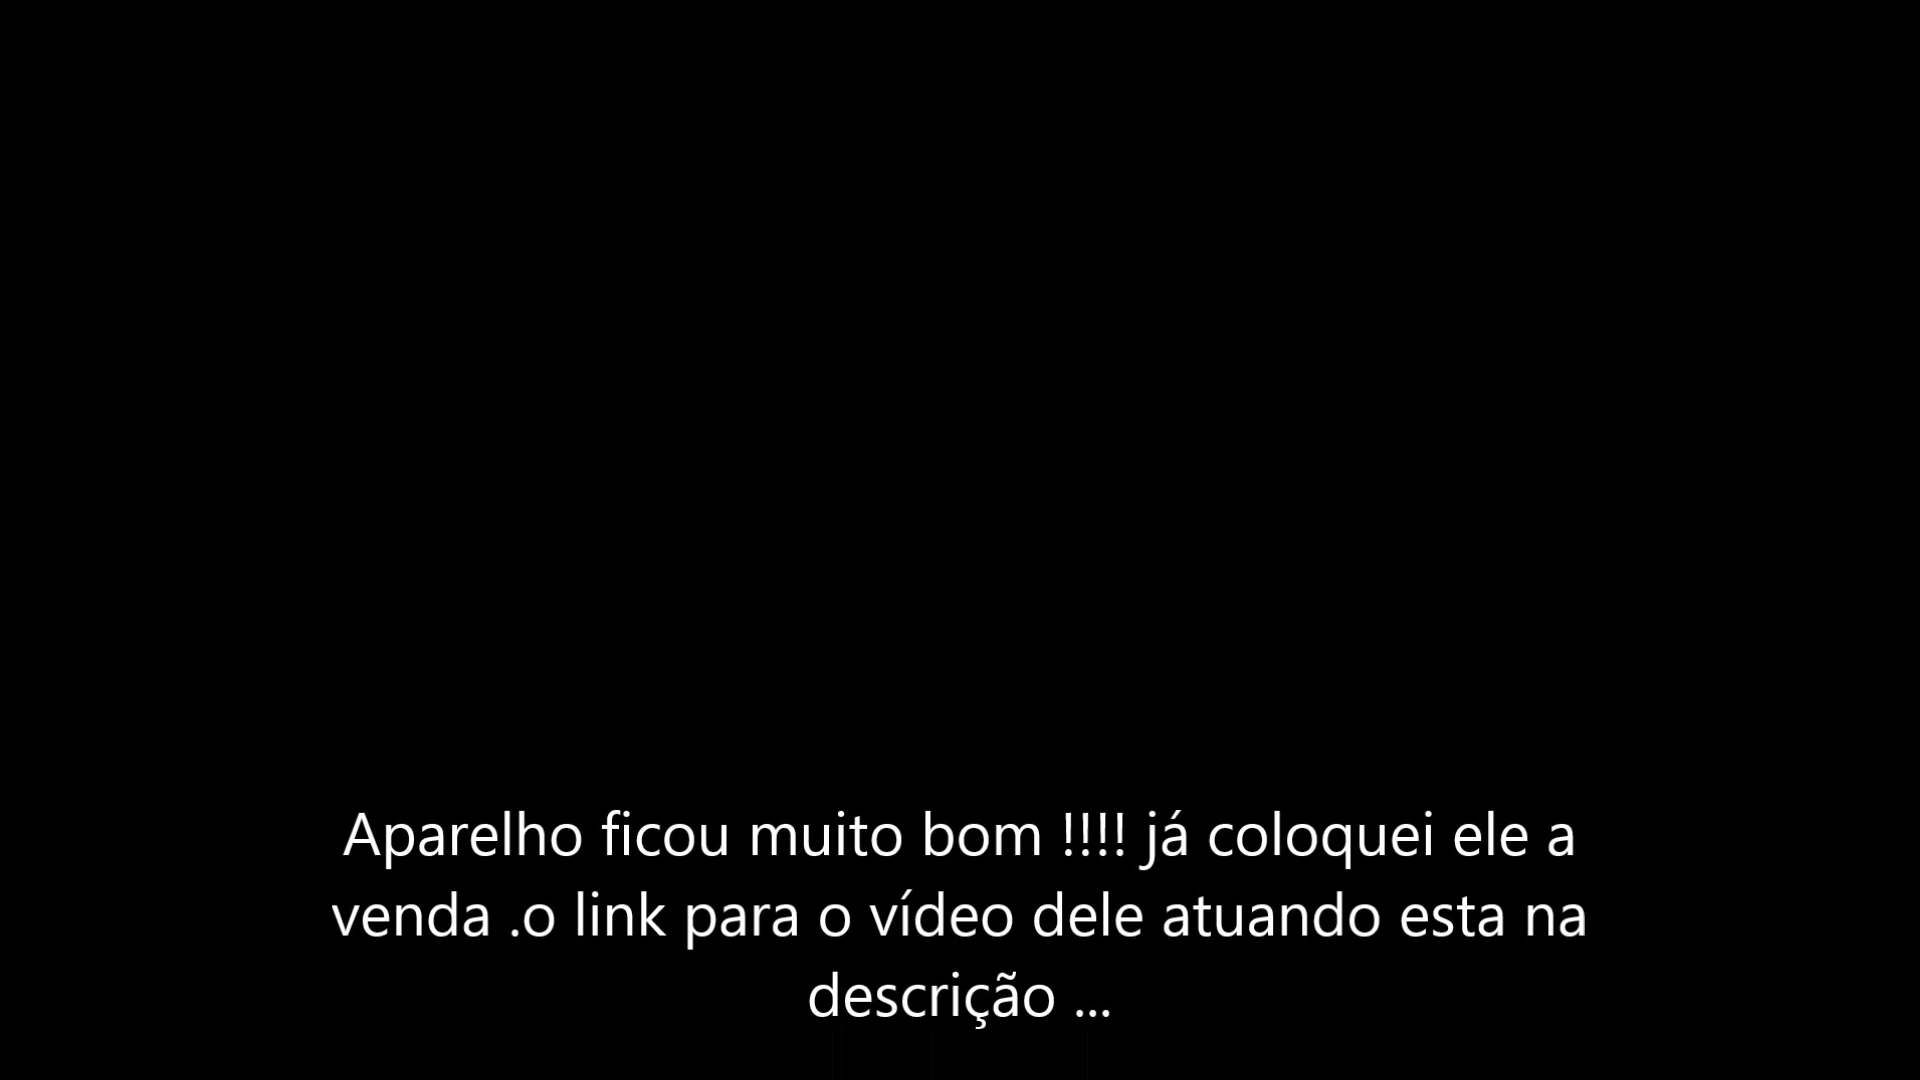 Aparelho ficou muito bom !!!! já coloquei ele a
venda .o link para o vídeo dele atuando esta na
descrição ...